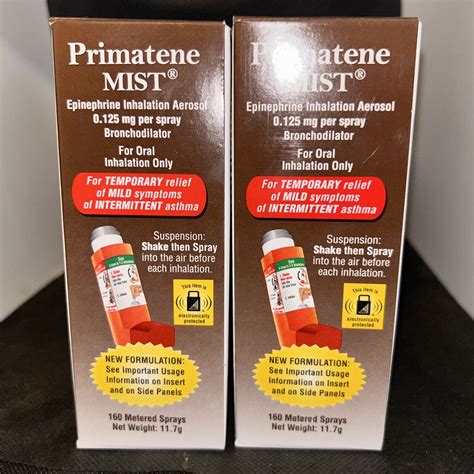 Primatene
MIST®
Epinephrine Inhalation Aerosol
0.125 mg per spray
Bronchodilator
For Oral
Inhalation Only
For TEMPORARY relief
of MILD symptoms
of INTERMITTENT asthma
Suspension:
Shake then Spray
into the air before
each inhalation.
This item is
electronically
protected
NEW FORMULATION:
See Important Usage
Information on Insert
and on Side Panels
160 Metered Sprays
Net Weight: 11.7g
Primatene
MIST®
Epinephrine Inhalation Aerosol
0.125 mg per spray
Bronchodilator
For Oral
Inhalation Only
For TEMPORARY relief
of MILD symptoms
of INTERMITTENT asthma
Suspension:
Shake then Spray
into the air before
each inhalation.
This item is
electronically
protected
NEW FORMULATION:
See Important Usage
Information on Insert
and on Side Panels
160 Metered Sprays
Net Weight: 11.7g